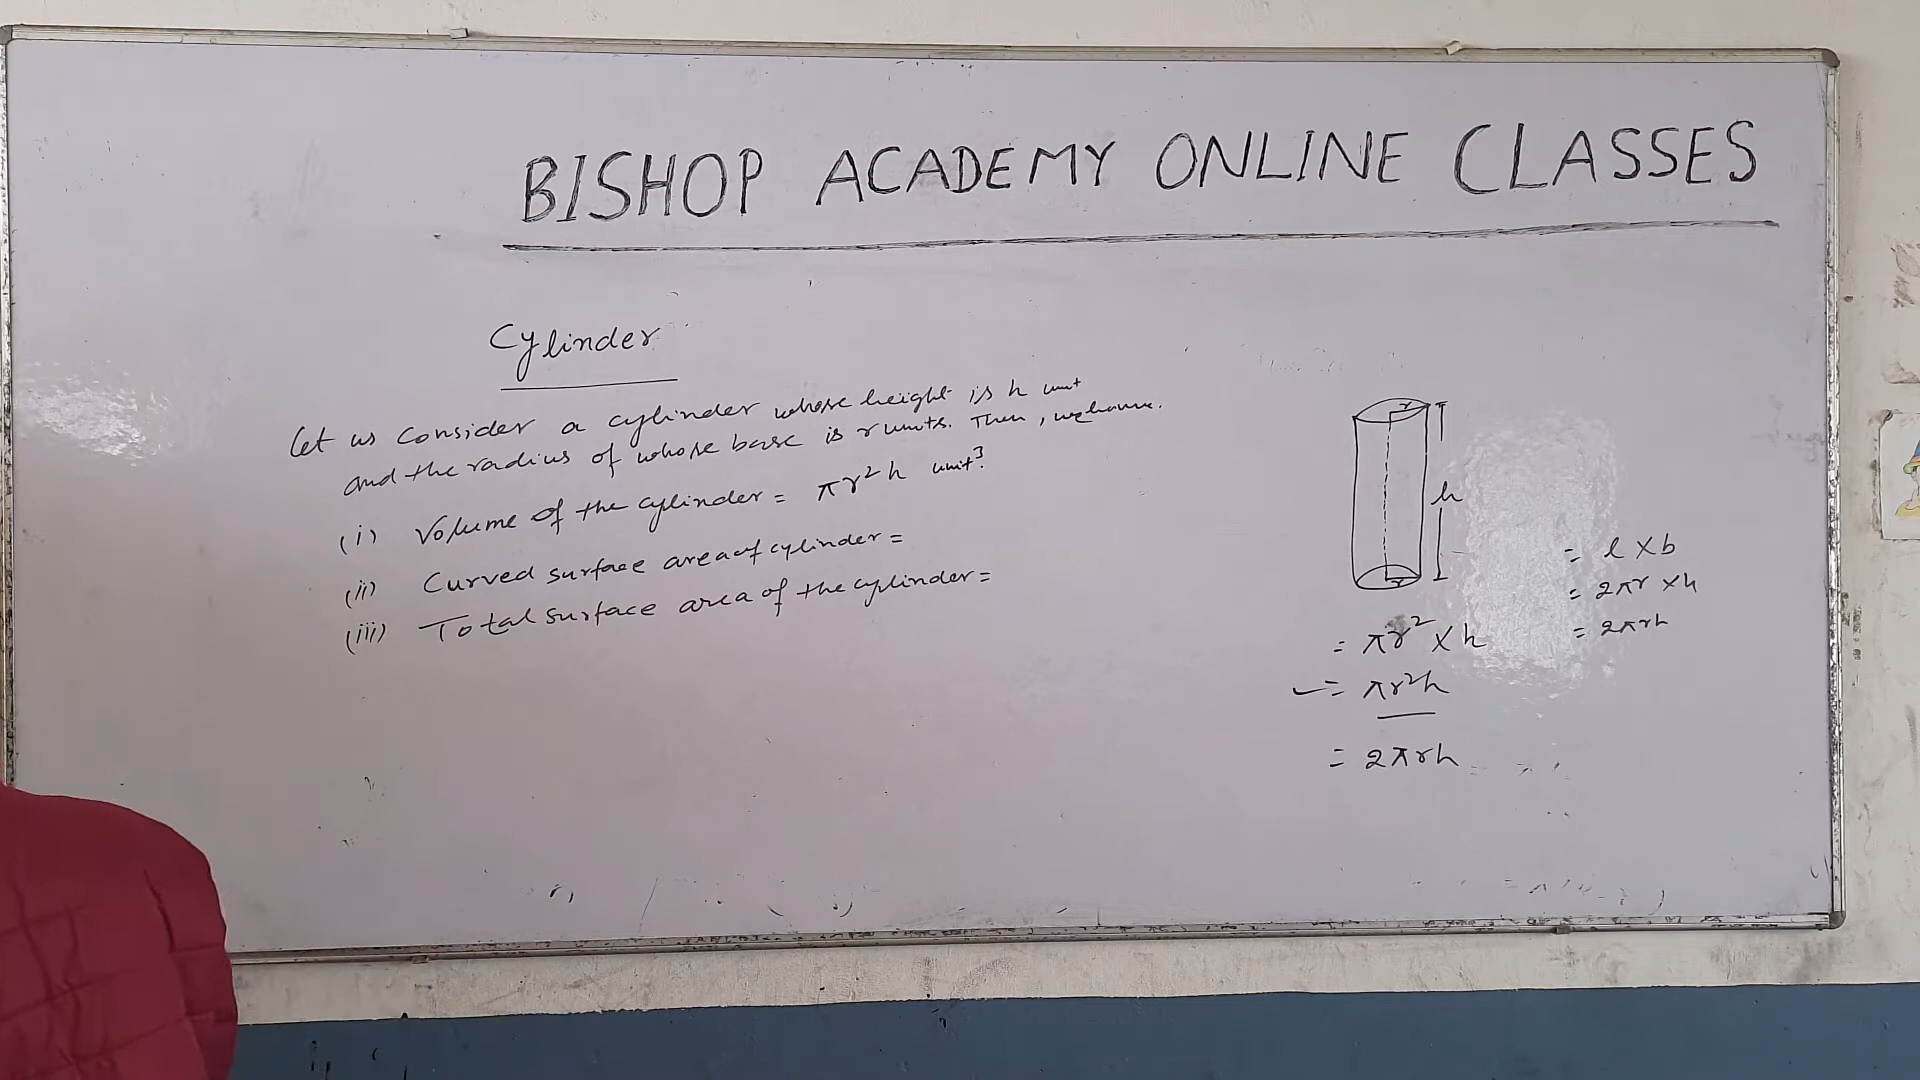 BISHOP ACADEMY ONLINE CLASSES
Cylinder
Let us consider a cylinder whose height is h unit
and the radius of whose base is r units. Then, we have.
(i) Volume of the cylinder = πr² h unit³
(ii) Curved surface area of cylinder =
(iii) Total surface area of the cylinder =
r
h
r
= πr² × h
= πr²h
= 2πrh
= l × b
= 2πr × h
= 2πrh